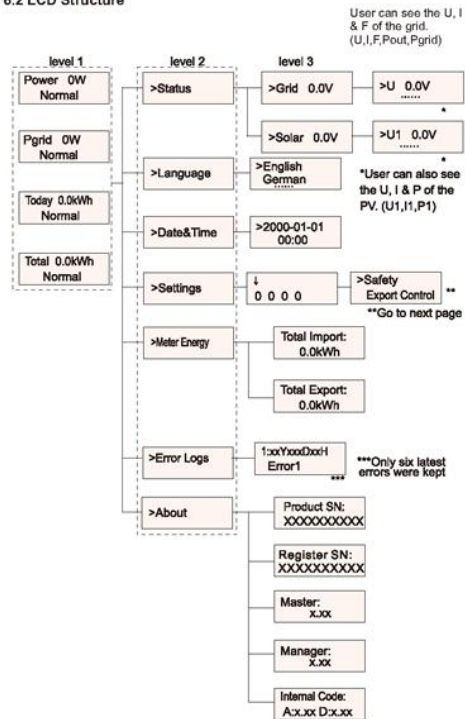 6.2 LCD Structure
User can see the U, I
& F of the grid.
(U,I,F,Pout,Pgrid)
level 1
level 2
level 3
Power 0W
Normal
Pgrid 0W
Normal
Today 0.0kWh
Normal
Total 0.0kWh
Normal
>Status
>Grid 0.0V
>U 0.0V
......
*
>Solar 0.0V
>U1 0.0V
......
*
*User can also see
the U, I & P of the
PV. (U1,I1,P1)
>Language
>English
German
......
>Date&Time
>2000-01-01
00:00
>Settings
↓
0 0 0 0
>Safety
Export Control
**
**Go to next page
>Meter Energy
Total Import:
0.0kWh
Total Export:
0.0kWh
>Error Logs
1:xxYxxxDxxH
Error1
***
***Only six latest
errors were kept
>About
Product SN:
XXXXXXXXXX
Register SN:
XXXXXXXXXX
Master:
x.xx
Manager:
x.xx
Internal Code:
A:x.xx D:x.xx